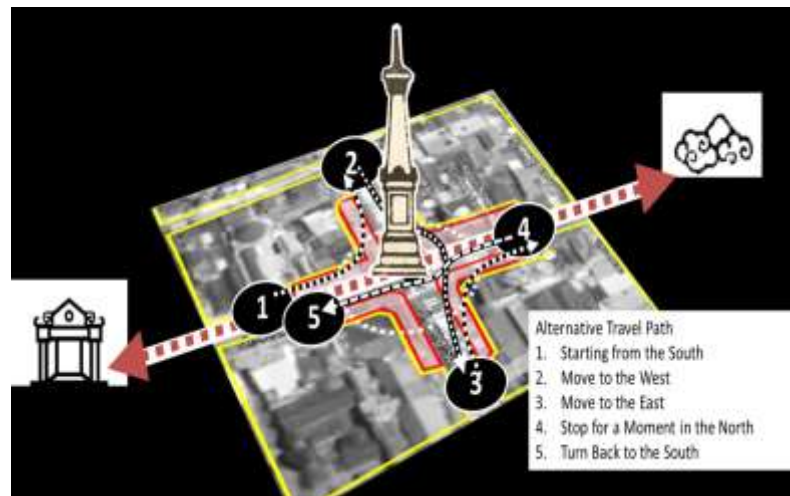 2
4
1
5
3
Alternative Travel Path
1. Starting from the South
2. Move to the West
3. Move to the East
4. Stop for a Moment in the North
5. Turn Back to the South